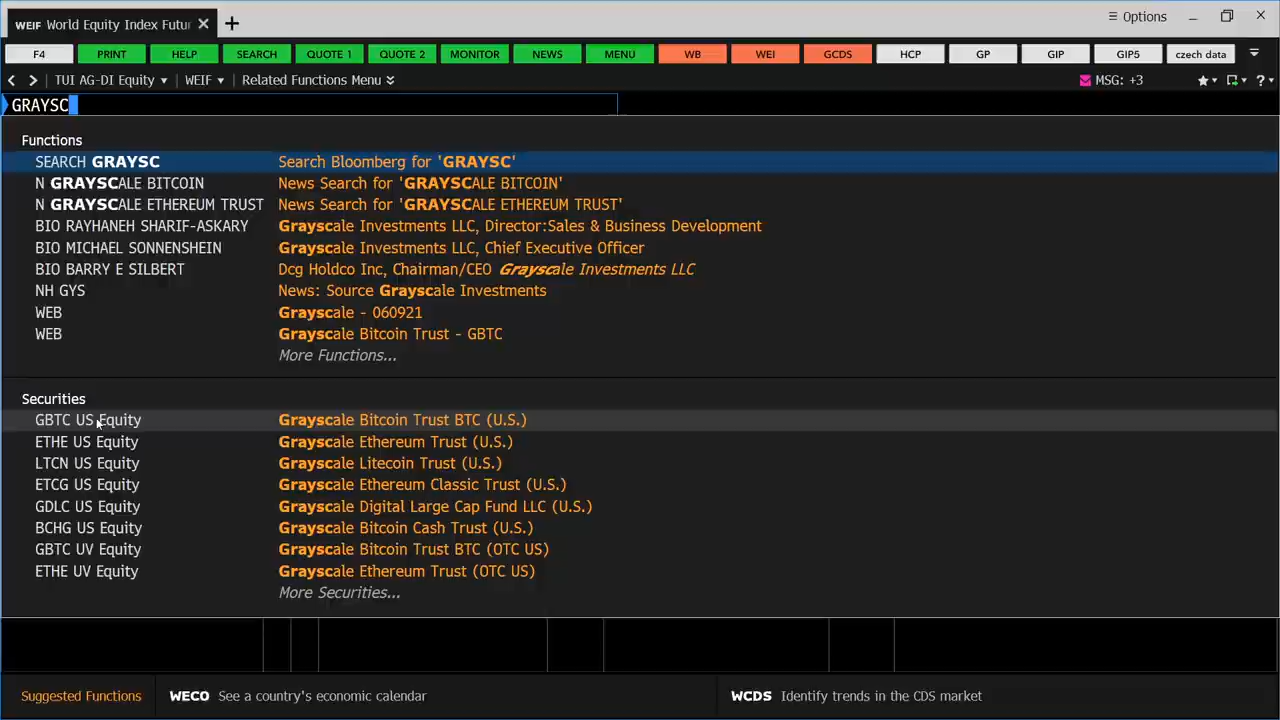 WEIF World Equity Index Futur
Options
F4 PRINT HELP SEARCH QUOTE 1 QUOTE 2 MONITOR NEWS MENU WB WEI GCDS HCP GP GIP GIP5 czech data
TUI AG-DI Equity WEIF Related Functions Menu MSG: +3
GRAYSC
Functions
SEARCH GRAYSC Search Bloomberg for 'GRAYSC'
N GRAYSCALE BITCOIN News Search for 'GRAYSCALE BITCOIN'
N GRAYSCALE ETHEREUM TRUST News Search for 'GRAYSCALE ETHEREUM TRUST'
BIO RAYHANEH SHARIF-ASKARY Grayscale Investments LLC, Director:Sales & Business Development
BIO MICHAEL SONNENSHEIN Grayscale Investments LLC, Chief Executive Officer
BIO BARRY E SILBERT Dcg Holdco Inc, Chairman/CEO Grayscale Investments LLC
NH GYS News: Source Grayscale Investments
WEB Grayscale - 060921
WEB Grayscale Bitcoin Trust - GBTC
More Functions...
Securities
GBTC US Equity Grayscale Bitcoin Trust BTC (U.S.)
ETHE US Equity Grayscale Ethereum Trust (U.S.)
LTCN US Equity Grayscale Litecoin Trust (U.S.)
ETCG US Equity Grayscale Ethereum Classic Trust (U.S.)
GDLC US Equity Grayscale Digital Large Cap Fund LLC (U.S.)
BCHG US Equity Grayscale Bitcoin Cash Trust (U.S.)
GBTC UV Equity Grayscale Bitcoin Trust BTC (OTC US)
ETHE UV Equity Grayscale Ethereum Trust (OTC US)
More Securities...
Suggested Functions WECO See a country's economic calendar WCDS Identify trends in the CDS market